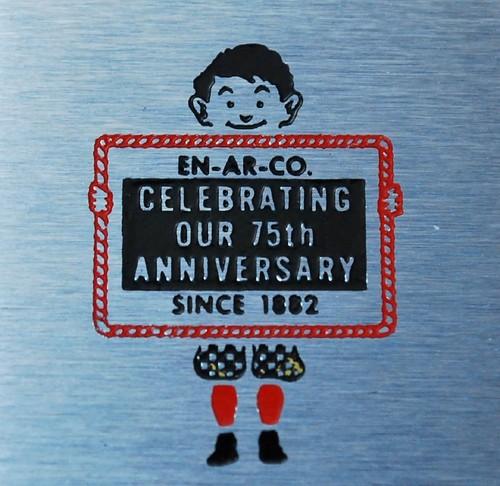 EN-AR-CO.
CELEBRATING
OUR 75th
ANNIVERSARY
SINCE 1882